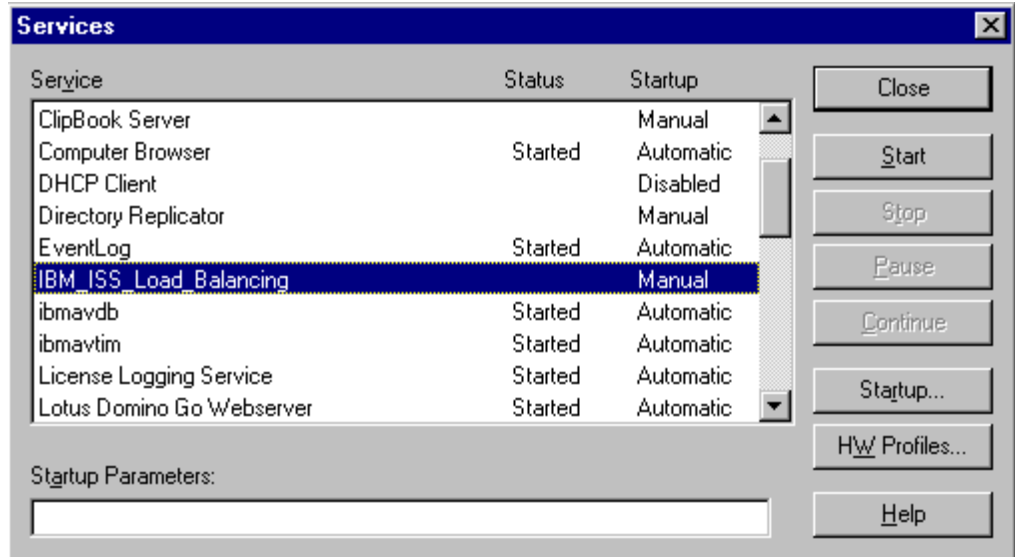 Services
Service Status Startup
ClipBook Server Manual
Computer Browser Started Automatic
DHCP Client Disabled
Directory Replicator Manual
EventLog Started Automatic
IBM_ISS_Load_Balancing Manual
ibmavdb Started Automatic
ibmavtim Started Automatic
License Logging Service Started Automatic
Lotus Domino Go Webserver Started Automatic
Startup Parameters:
Close
Start
Stop
Pause
Continue
Startup...
HW Profiles...
Help